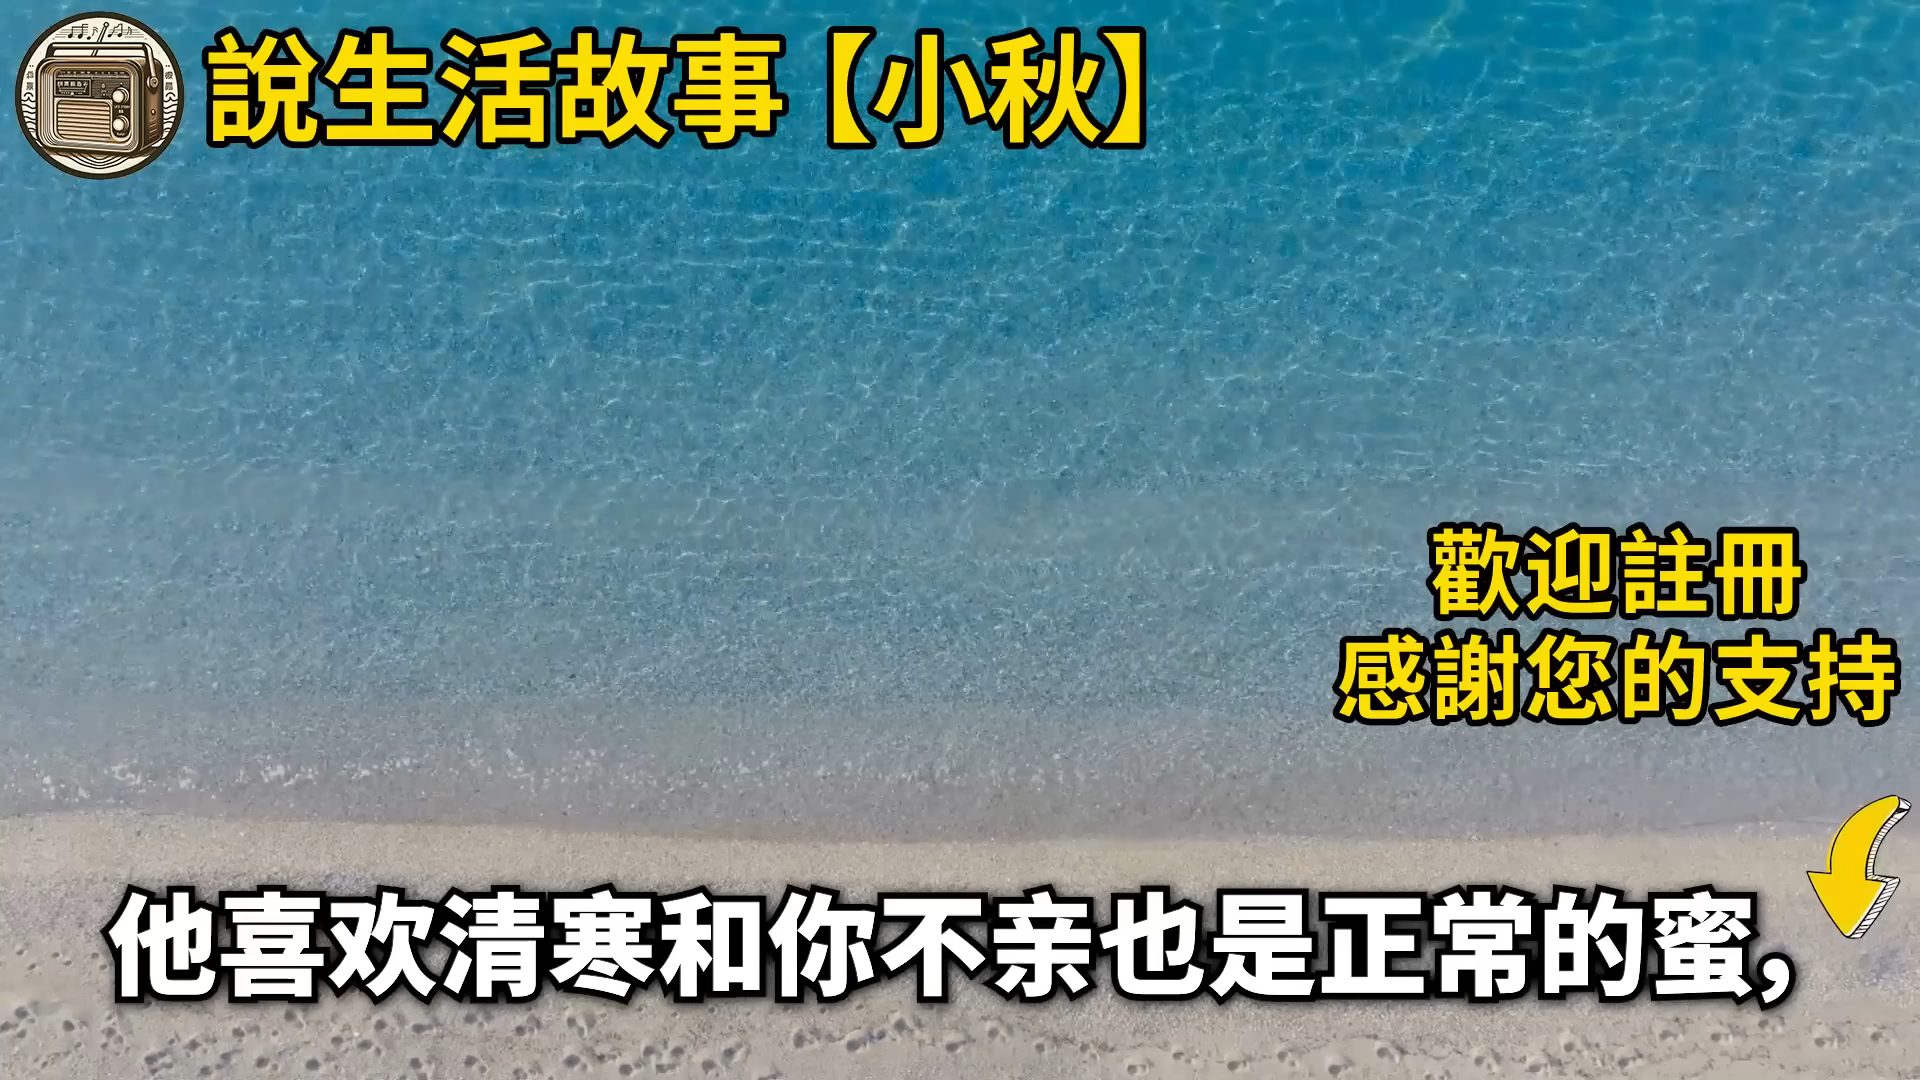 說生活故事【小秋】
歡迎註冊
感謝您的支持
他喜欢清寒和你不亲也是正常的蜜,